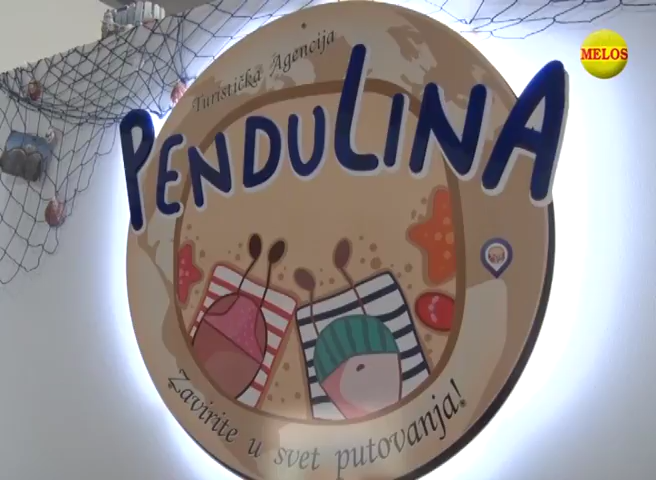 MELOS
Turistička Agencija
PENDULINA
Zavirite u svet putovanja!